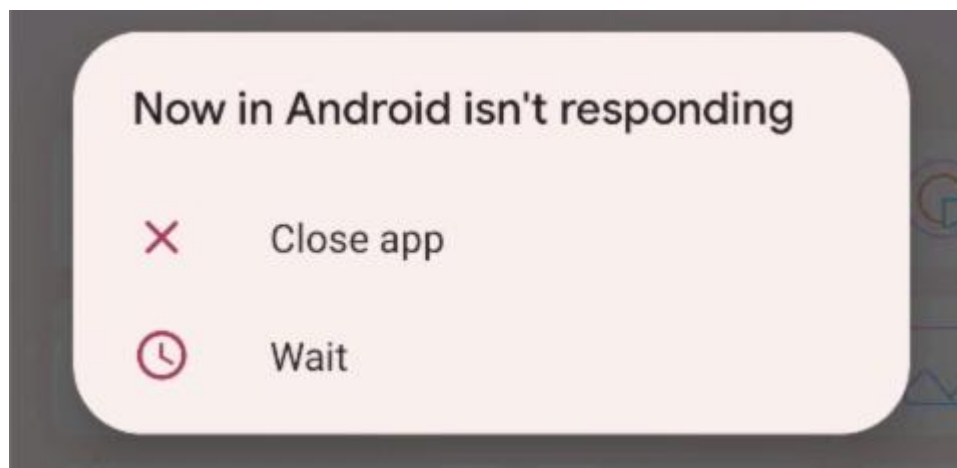 Now in Android isn't responding
Close app
Wait